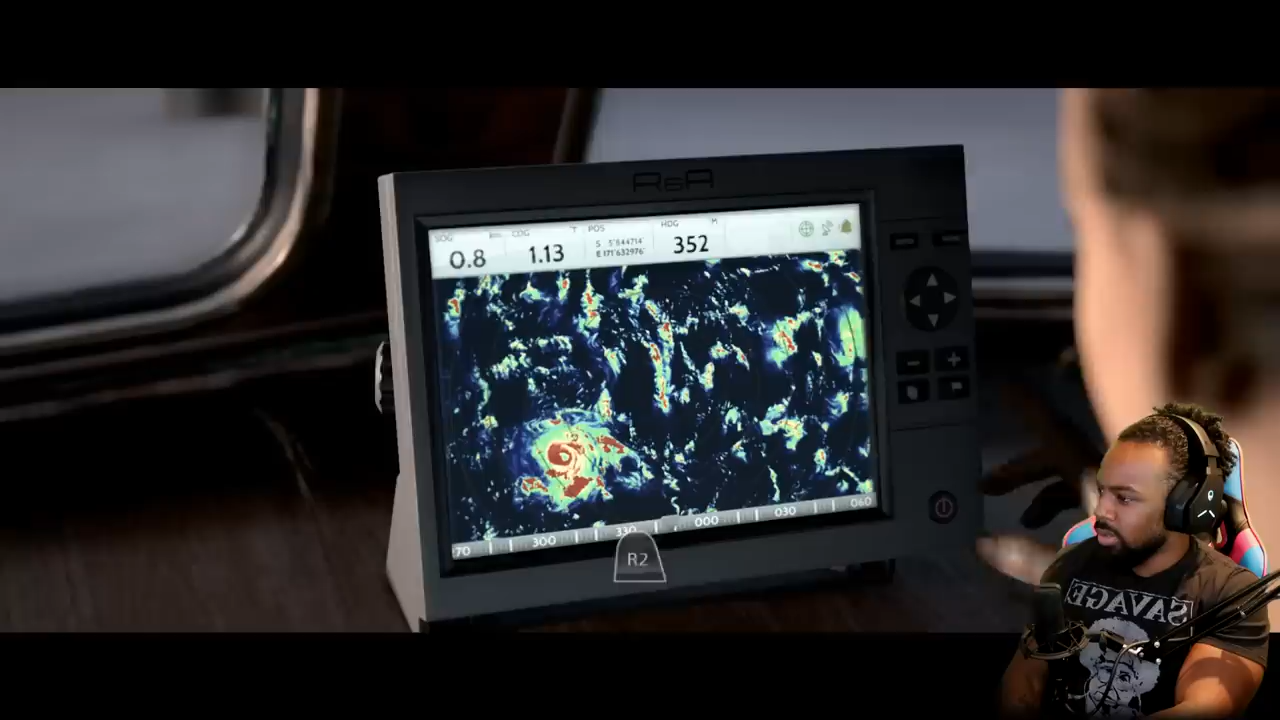 R&R
SOG
COG °T
POS
HDG M
0.8
1.13
S 5°844714'
E 171°632976'
352
70 300 330 000 030 060
R2
SAVAGE